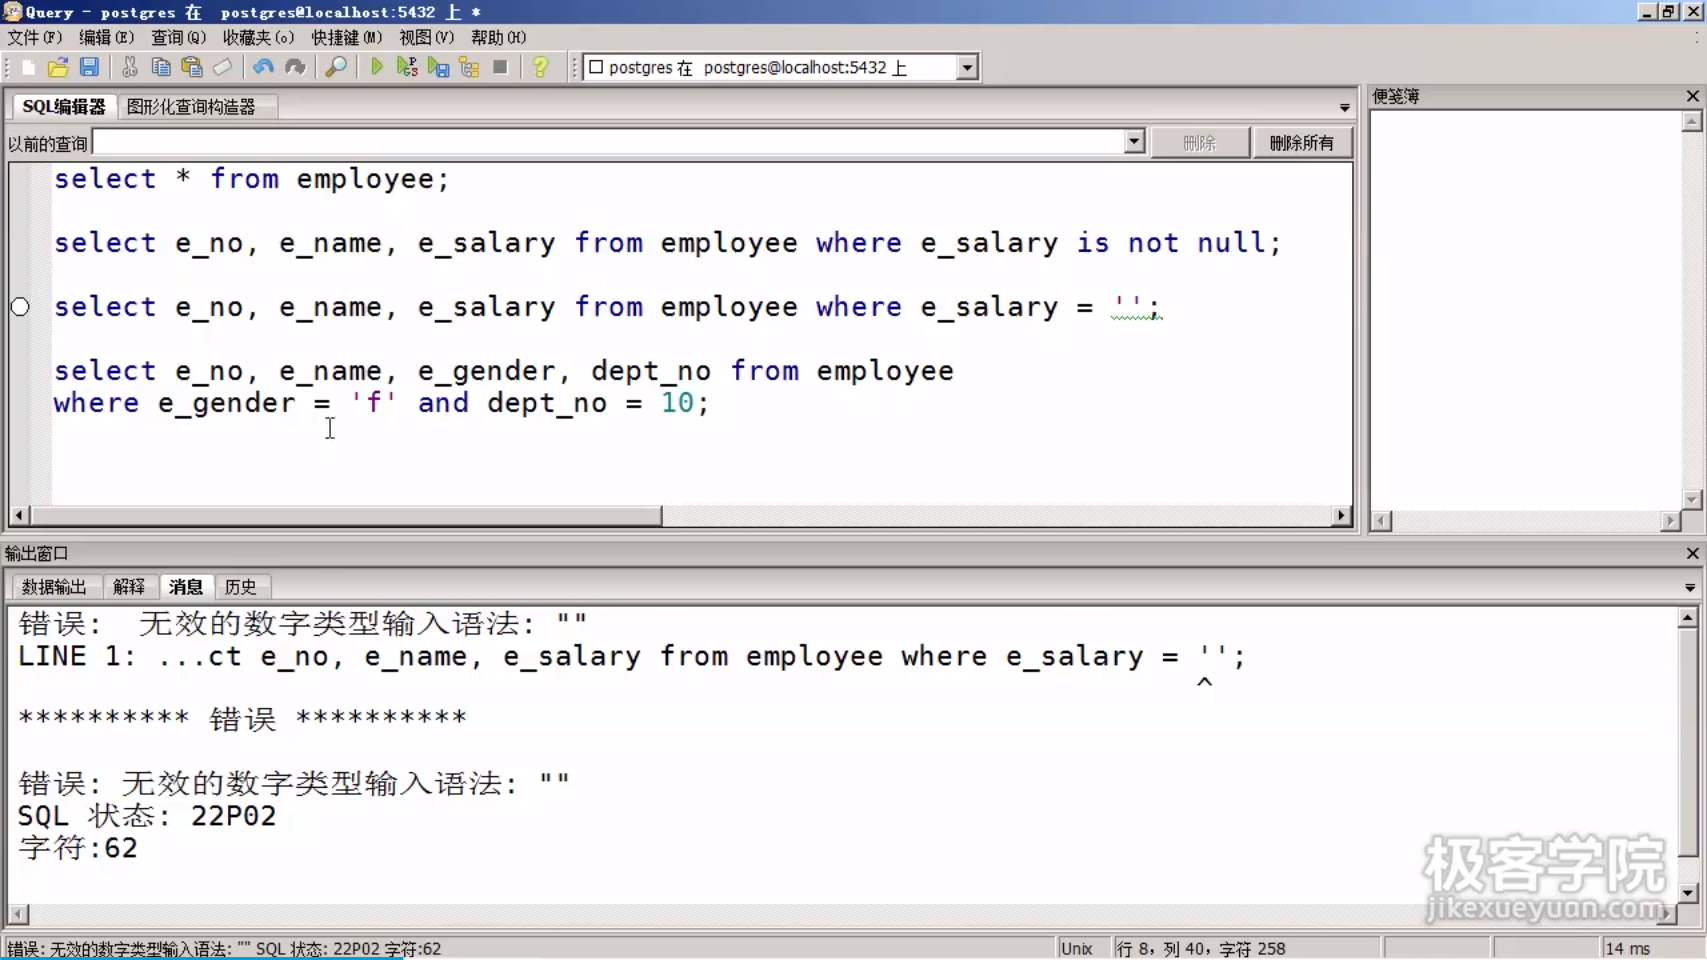 Query - postgres 在 postgres@localhost:5432 上 *
文件(F) 编辑(E) 查询(Q) 收藏夹(o) 快捷键(M) 视图(V) 帮助(H)
postgres 在 postgres@localhost:5432 上
SQL编辑器 图形化查询构造器
便笺簿
以前的查询
删除 删除所有
select * from employee;
select e_no, e_name, e_salary from employee where e_salary is not null;
select e_no, e_name, e_salary from employee where e_salary = '';
select e_no, e_name, e_gender, dept_no from employee
where e_gender = 'f' and dept_no = 10;
输出窗口
数据输出 解释 消息 历史
错误: 无效的数字类型输入语法: ""
LINE 1: ...ct e_no, e_name, e_salary from employee where e_salary = '';
^
********** 错误 **********
错误: 无效的数字类型输入语法: ""
SQL 状态: 22P02
字符:62
极客学院
jikexueyuan.com
错误: 无效的数字类型输入语法: "" SQL 状态: 22P02 字符:62
Unix
行 8, 列 40, 字符 258
14 ms